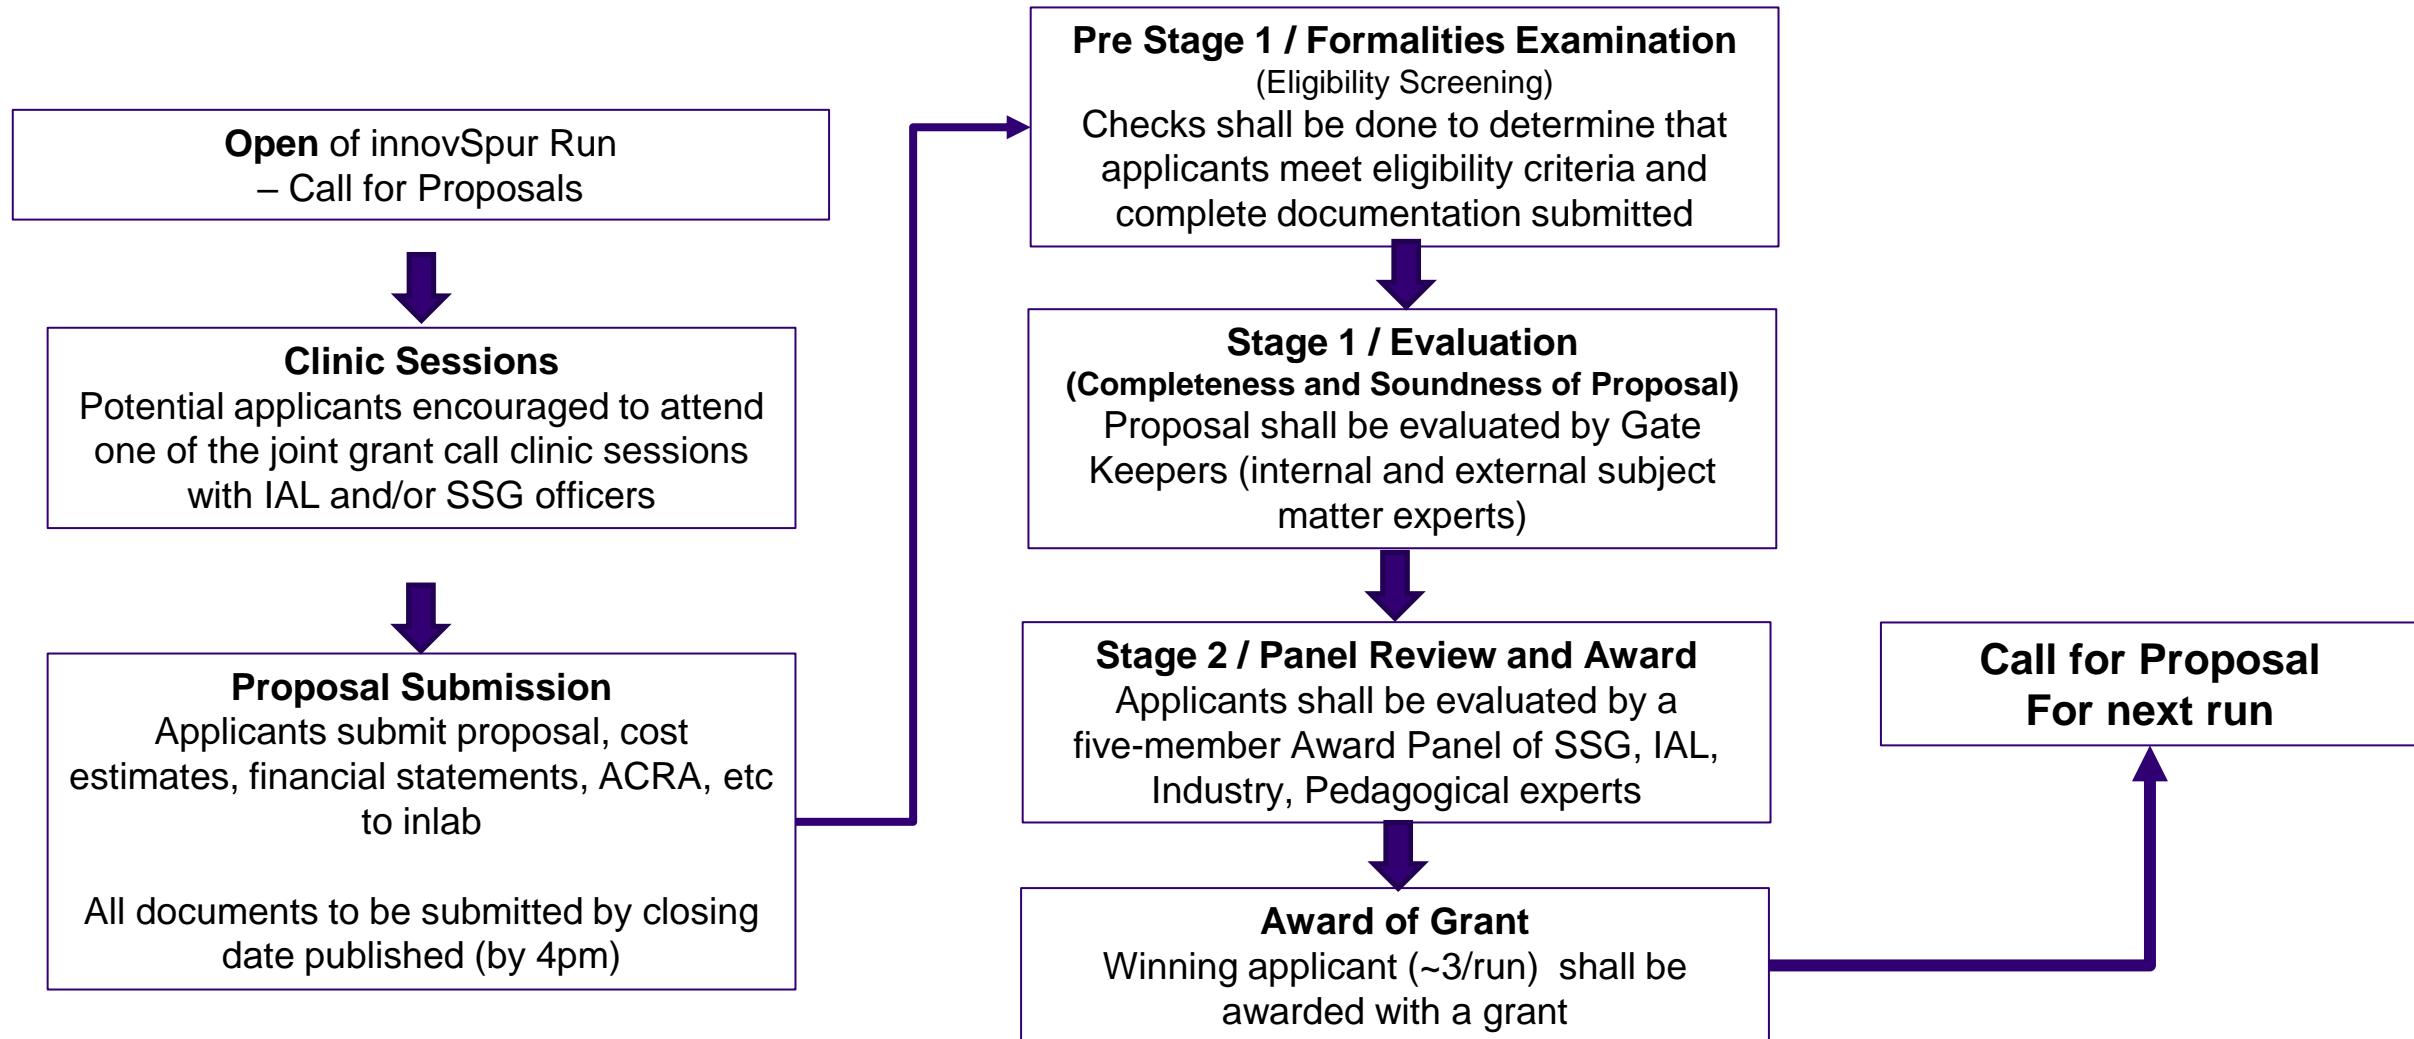 Open of innovSpur Run
– Call for Proposals
Clinic Sessions
Potential applicants encouraged to attend
one of the joint grant call clinic sessions
with IAL and/or SSG officers
Proposal Submission
Applicants submit proposal, cost
estimates, financial statements, ACRA, etc
to inlab
All documents to be submitted by closing
date published (by 4pm)
Pre Stage 1 / Formalities Examination
(Eligibility Screening)
Checks shall be done to determine that
applicants meet eligibility criteria and
complete documentation submitted
Stage 1 / Evaluation
(Completeness and Soundness of Proposal)
Proposal shall be evaluated by Gate
Keepers (internal and external subject
matter experts)
Stage 2 / Panel Review and Award
Applicants shall be evaluated by a
five-member Award Panel of SSG, IAL,
Industry, Pedagogical experts
Award of Grant
Winning applicant (~3/run) shall be
awarded with a grant
Call for Proposal
For next run